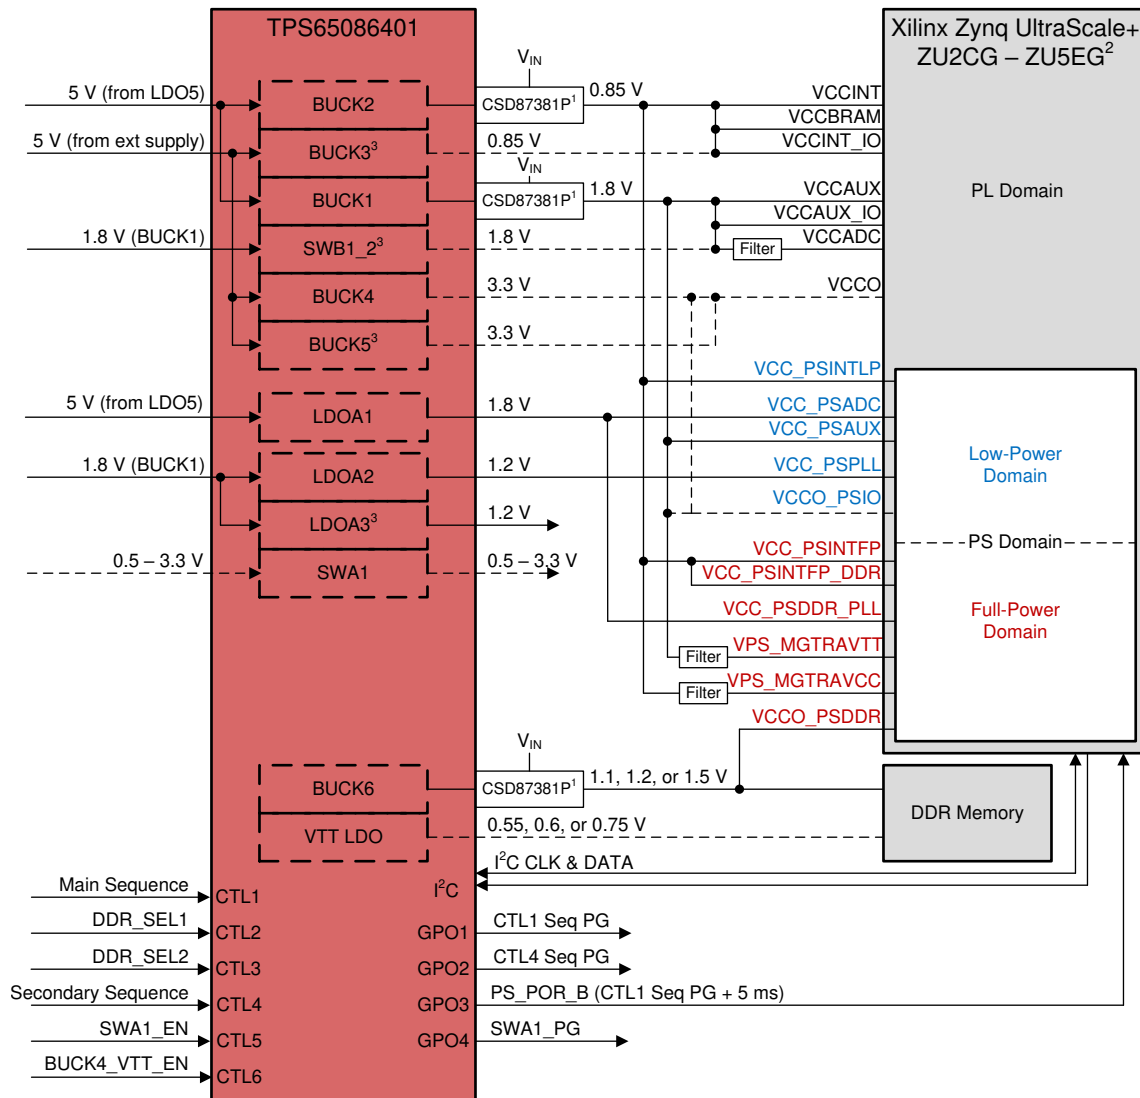 TPS65086401
Xilinx Zynq UltraScale+
ZU2CG – ZU5EG²
V_IN
5 V (from LDO5)
BUCK2
CSD87381P¹
0.85 V
VCCINT
VCCBRAM
5 V (from ext supply)
BUCK3³
0.85 V
VCCINT_IO
V_IN
BUCK1
CSD87381P¹
1.8 V
VCCAUX
PL Domain
VCCAUX_IO
1.8 V (BUCK1)
SWB1_2³
1.8 V
Filter
VCCADC
BUCK4
3.3 V
VCCO
BUCK5³
3.3 V
VCC_PSINTLP
5 V (from LDO5)
LDOA1
1.8 V
VCC_PSADC
VCC_PSAUX
1.8 V (BUCK1)
LDOA2
1.2 V
VCC_PSPLL
Low-Power
Domain
VCCO_PSIO
LDOA3³
1.2 V
PS Domain
VCC_PSINTFP
0.5 – 3.3 V
SWA1
0.5 – 3.3 V
VCC_PSINTFP_DDR
VCC_PSDDR_PLL
Full-Power
Domain
Filter
VPS_MGTRAVTT
Filter
VPS_MGTRAVCC
VCCO_PSDDR
V_IN
BUCK6
CSD87381P¹
1.1, 1.2, or 1.5 V
DDR Memory
VTT LDO
0.55, 0.6, or 0.75 V
I²C CLK & DATA
I²C
Main Sequence
CTL1
DDR_SEL1
CTL2
GPO1
CTL1 Seq PG
DDR_SEL2
CTL3
GPO2
CTL4 Seq PG
Secondary Sequence
CTL4
GPO3
PS_POR_B (CTL1 Seq PG + 5 ms)
SWA1_EN
CTL5
GPO4
SWA1_PG
BUCK4_VTT_EN
CTL6